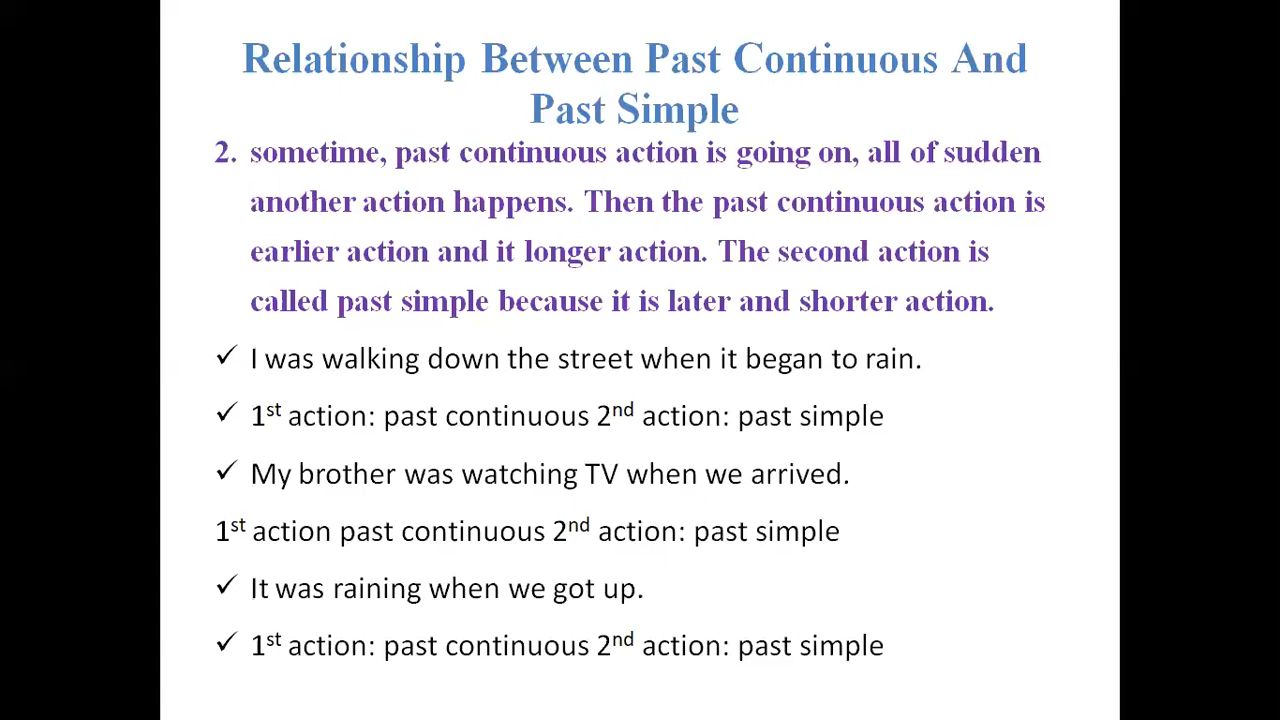 Relationship Between Past Continuous And
Past Simple
2. sometime, past continuous action is going on, all of sudden
another action happens. Then the past continuous action is
earlier action and it longer action. The second action is
called past simple because it is later and shorter action.
✓ I was walking down the street when it began to rain.
✓ 1st action: past continuous 2nd action: past simple
✓ My brother was watching TV when we arrived.
1st action past continuous 2nd action: past simple
✓ It was raining when we got up.
✓ 1st action: past continuous 2nd action: past simple